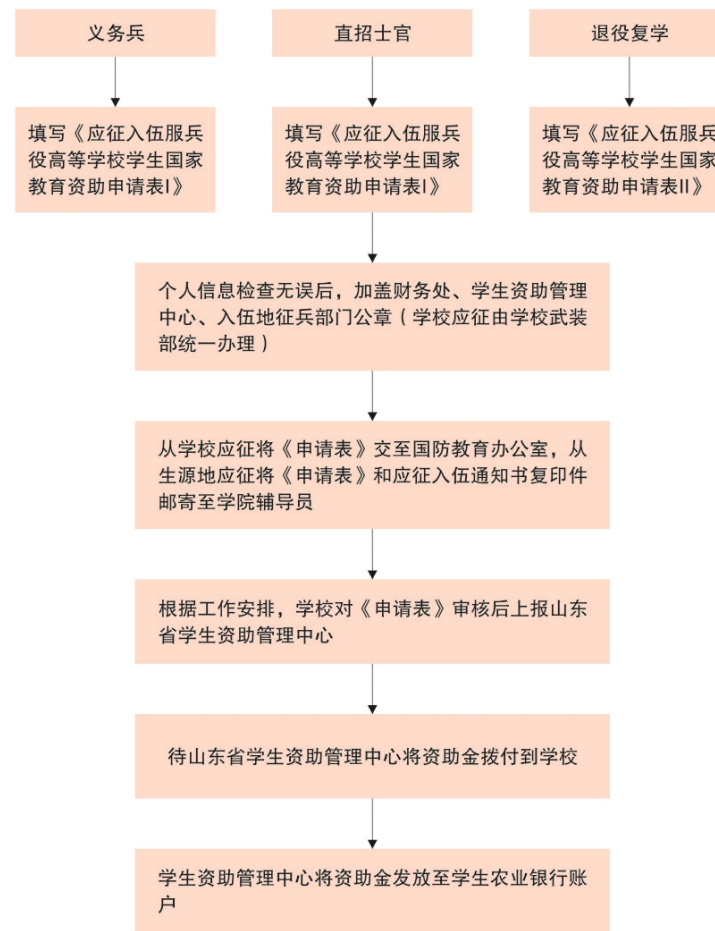 义务兵
直招士官
退役复学
填写《应征入伍服兵
役高等学校学生国家
教育资助申请表I》
填写《应征入伍服兵
役高等学校学生国家
教育资助申请表I》
填写《应征入伍服兵
役高等学校学生国家
教育资助申请表II》
个人信息检查无误后，加盖财务处、学生资助管理
中心、入伍地征兵部门公章（学校应征由学校武装
部统一办理）
从学校应征将《申请表》交至国防教育办公室，从
生源地应征将《申请表》和应征入伍通知书复印件
邮寄至学院辅导员
根据工作安排，学校对《申请表》审核后上报山东
省学生资助管理中心
待山东省学生资助管理中心将资助金拨付到学校
学生资助管理中心将资助金发放至学生农业银行账
户